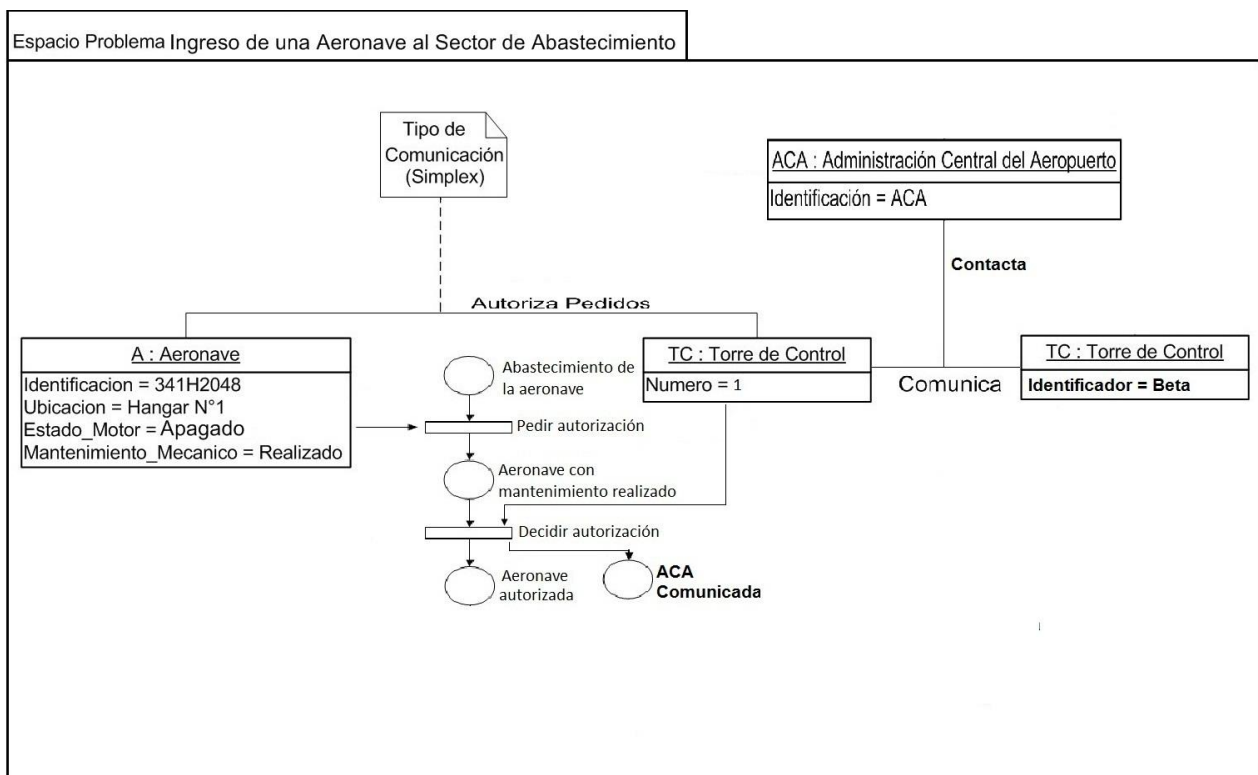 Espacio Problema Ingreso de una Aeronave al Sector de Abastecimiento
Tipo de
Comunicación
(Simplex)
ACA : Administración Central del Aeropuerto
Identificación = ACA
Contacta
Autoriza Pedidos
A : Aeronave
Identificacion = 341H2048
Ubicacion = Hangar N°1
Estado_Motor = Apagado
Mantenimiento_Mecanico = Realizado
Abastecimiento de
la aeronave
Pedir autorización
Aeronave con
mantenimiento realizado
Decidir autorización
Aeronave
autorizada
ACA
Comunicada
TC : Torre de Control
Numero = 1
Comunica
TC : Torre de Control
Identificador = Beta